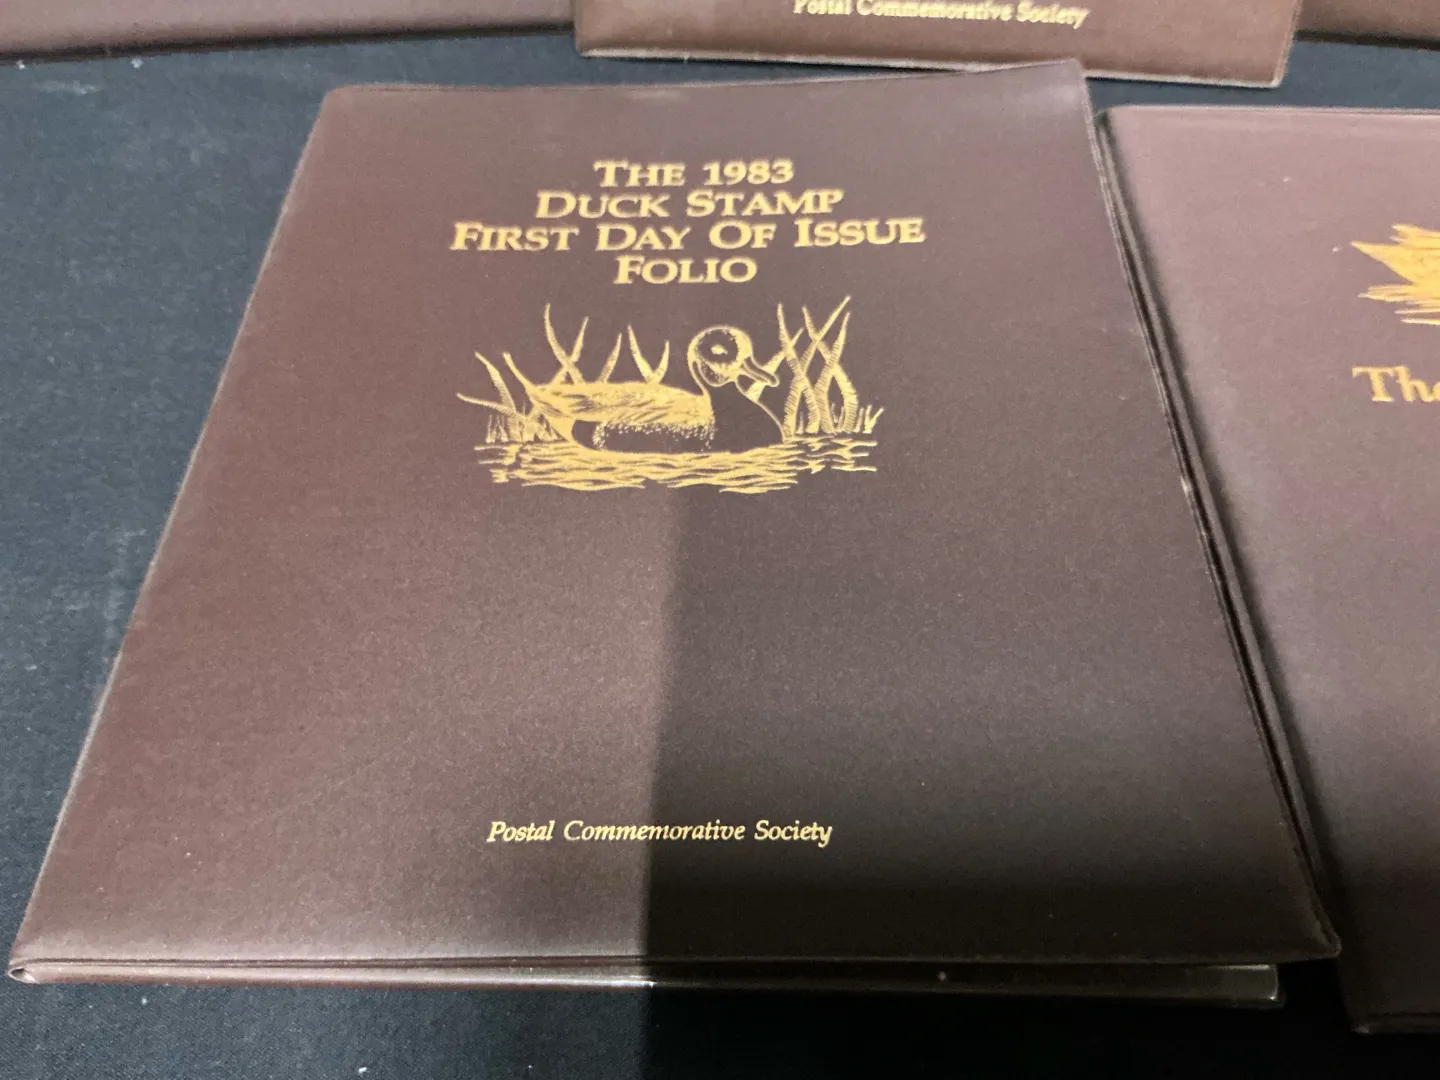 Postal Commemorative Society
THE 1983
DUCK STAMP
FIRST DAY OF ISSUE
FOLIO
Postal Commemorative Society
The